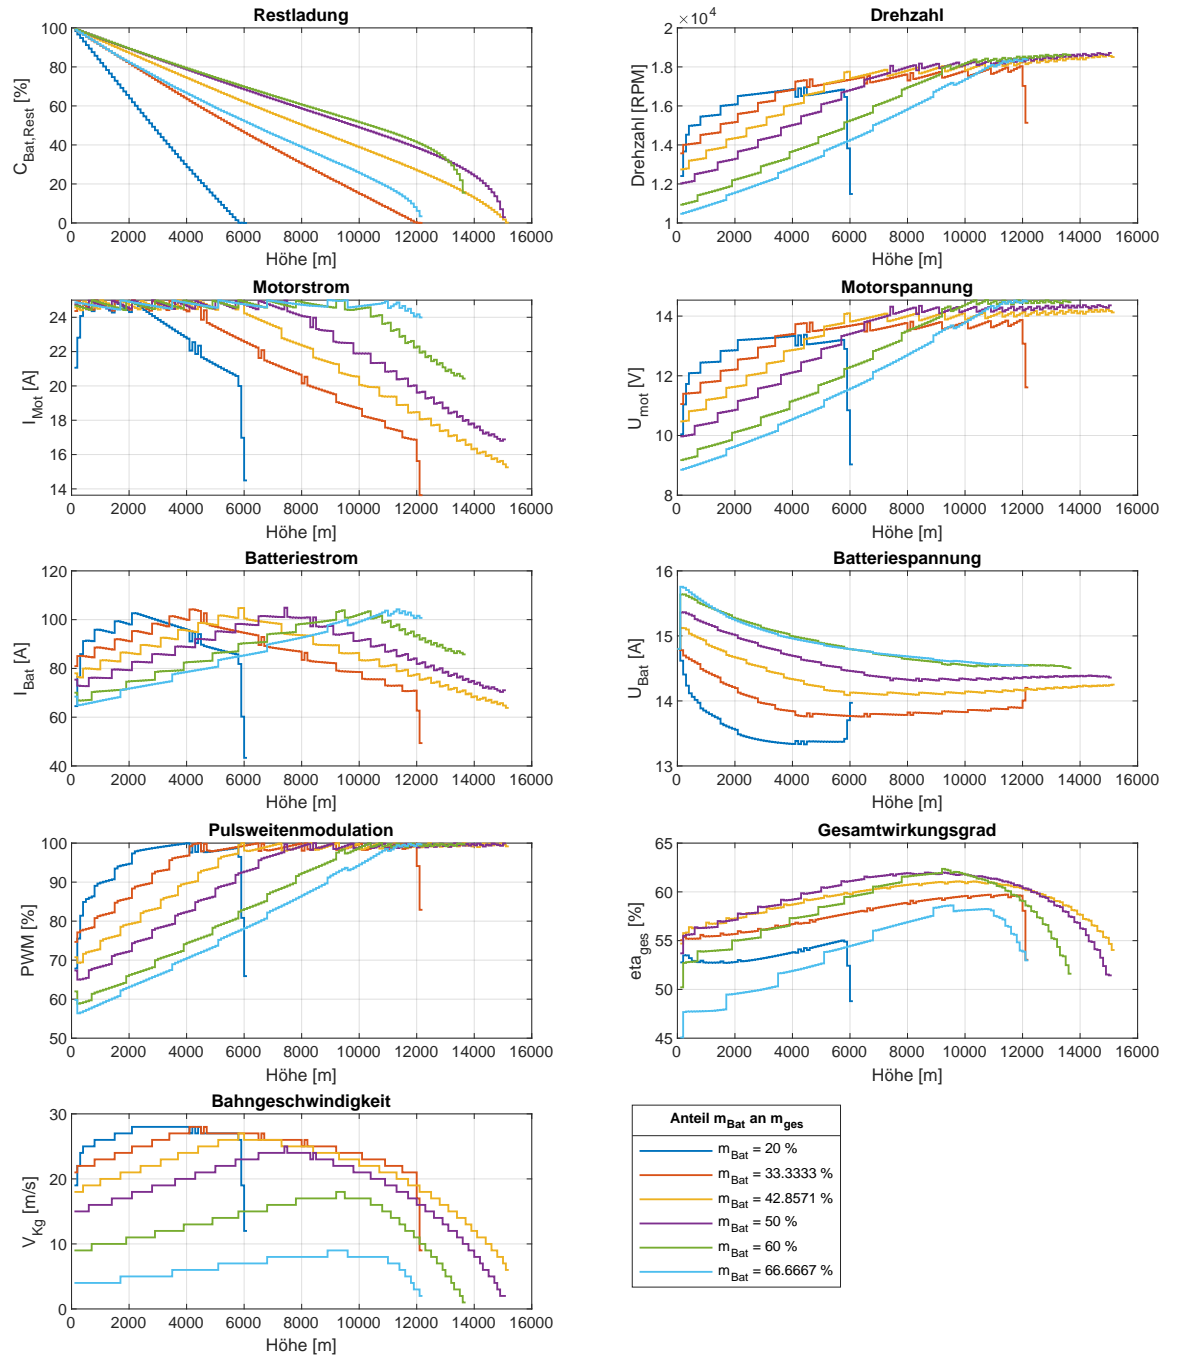 Restladung
C_Bat,Rest [%]
100
80
60
40
20
0
0 2000 4000 6000 8000 10000 12000 14000 16000
Höhe [m]
Drehzahl
×10^4
Drehzahl [RPM]
2
1.8
1.6
1.4
1.2
1
0 2000 4000 6000 8000 10000 12000 14000 16000
Höhe [m]
Motorstrom
I_Mot [A]
24
22
20
18
16
14
0 2000 4000 6000 8000 10000 12000 14000 16000
Höhe [m]
Motorspannung
U_mot [V]
14
12
10
8
0 2000 4000 6000 8000 10000 12000 14000 16000
Höhe [m]
Batteriestrom
I_Bat [A]
120
100
80
60
40
0 2000 4000 6000 8000 10000 12000 14000 16000
Höhe [m]
Batteriespannung
U_Bat [A]
16
15
14
13
0 2000 4000 6000 8000 10000 12000 14000 16000
Höhe [m]
Pulsweitenmodulation
PWM [%]
100
90
80
70
60
50
0 2000 4000 6000 8000 10000 12000 14000 16000
Höhe [m]
Gesamtwirkungsgrad
eta_ges [%]
65
60
55
50
45
0 2000 4000 6000 8000 10000 12000 14000 16000
Höhe [m]
Bahngeschwindigkeit
V_Kg [m/s]
30
20
10
0
0 2000 4000 6000 8000 10000 12000 14000 16000
Höhe [m]
Anteil m_Bat an m_ges
m_Bat = 20 %
m_Bat = 33.3333 %
m_Bat = 42.8571 %
m_Bat = 50 %
m_Bat = 60 %
m_Bat = 66.6667 %